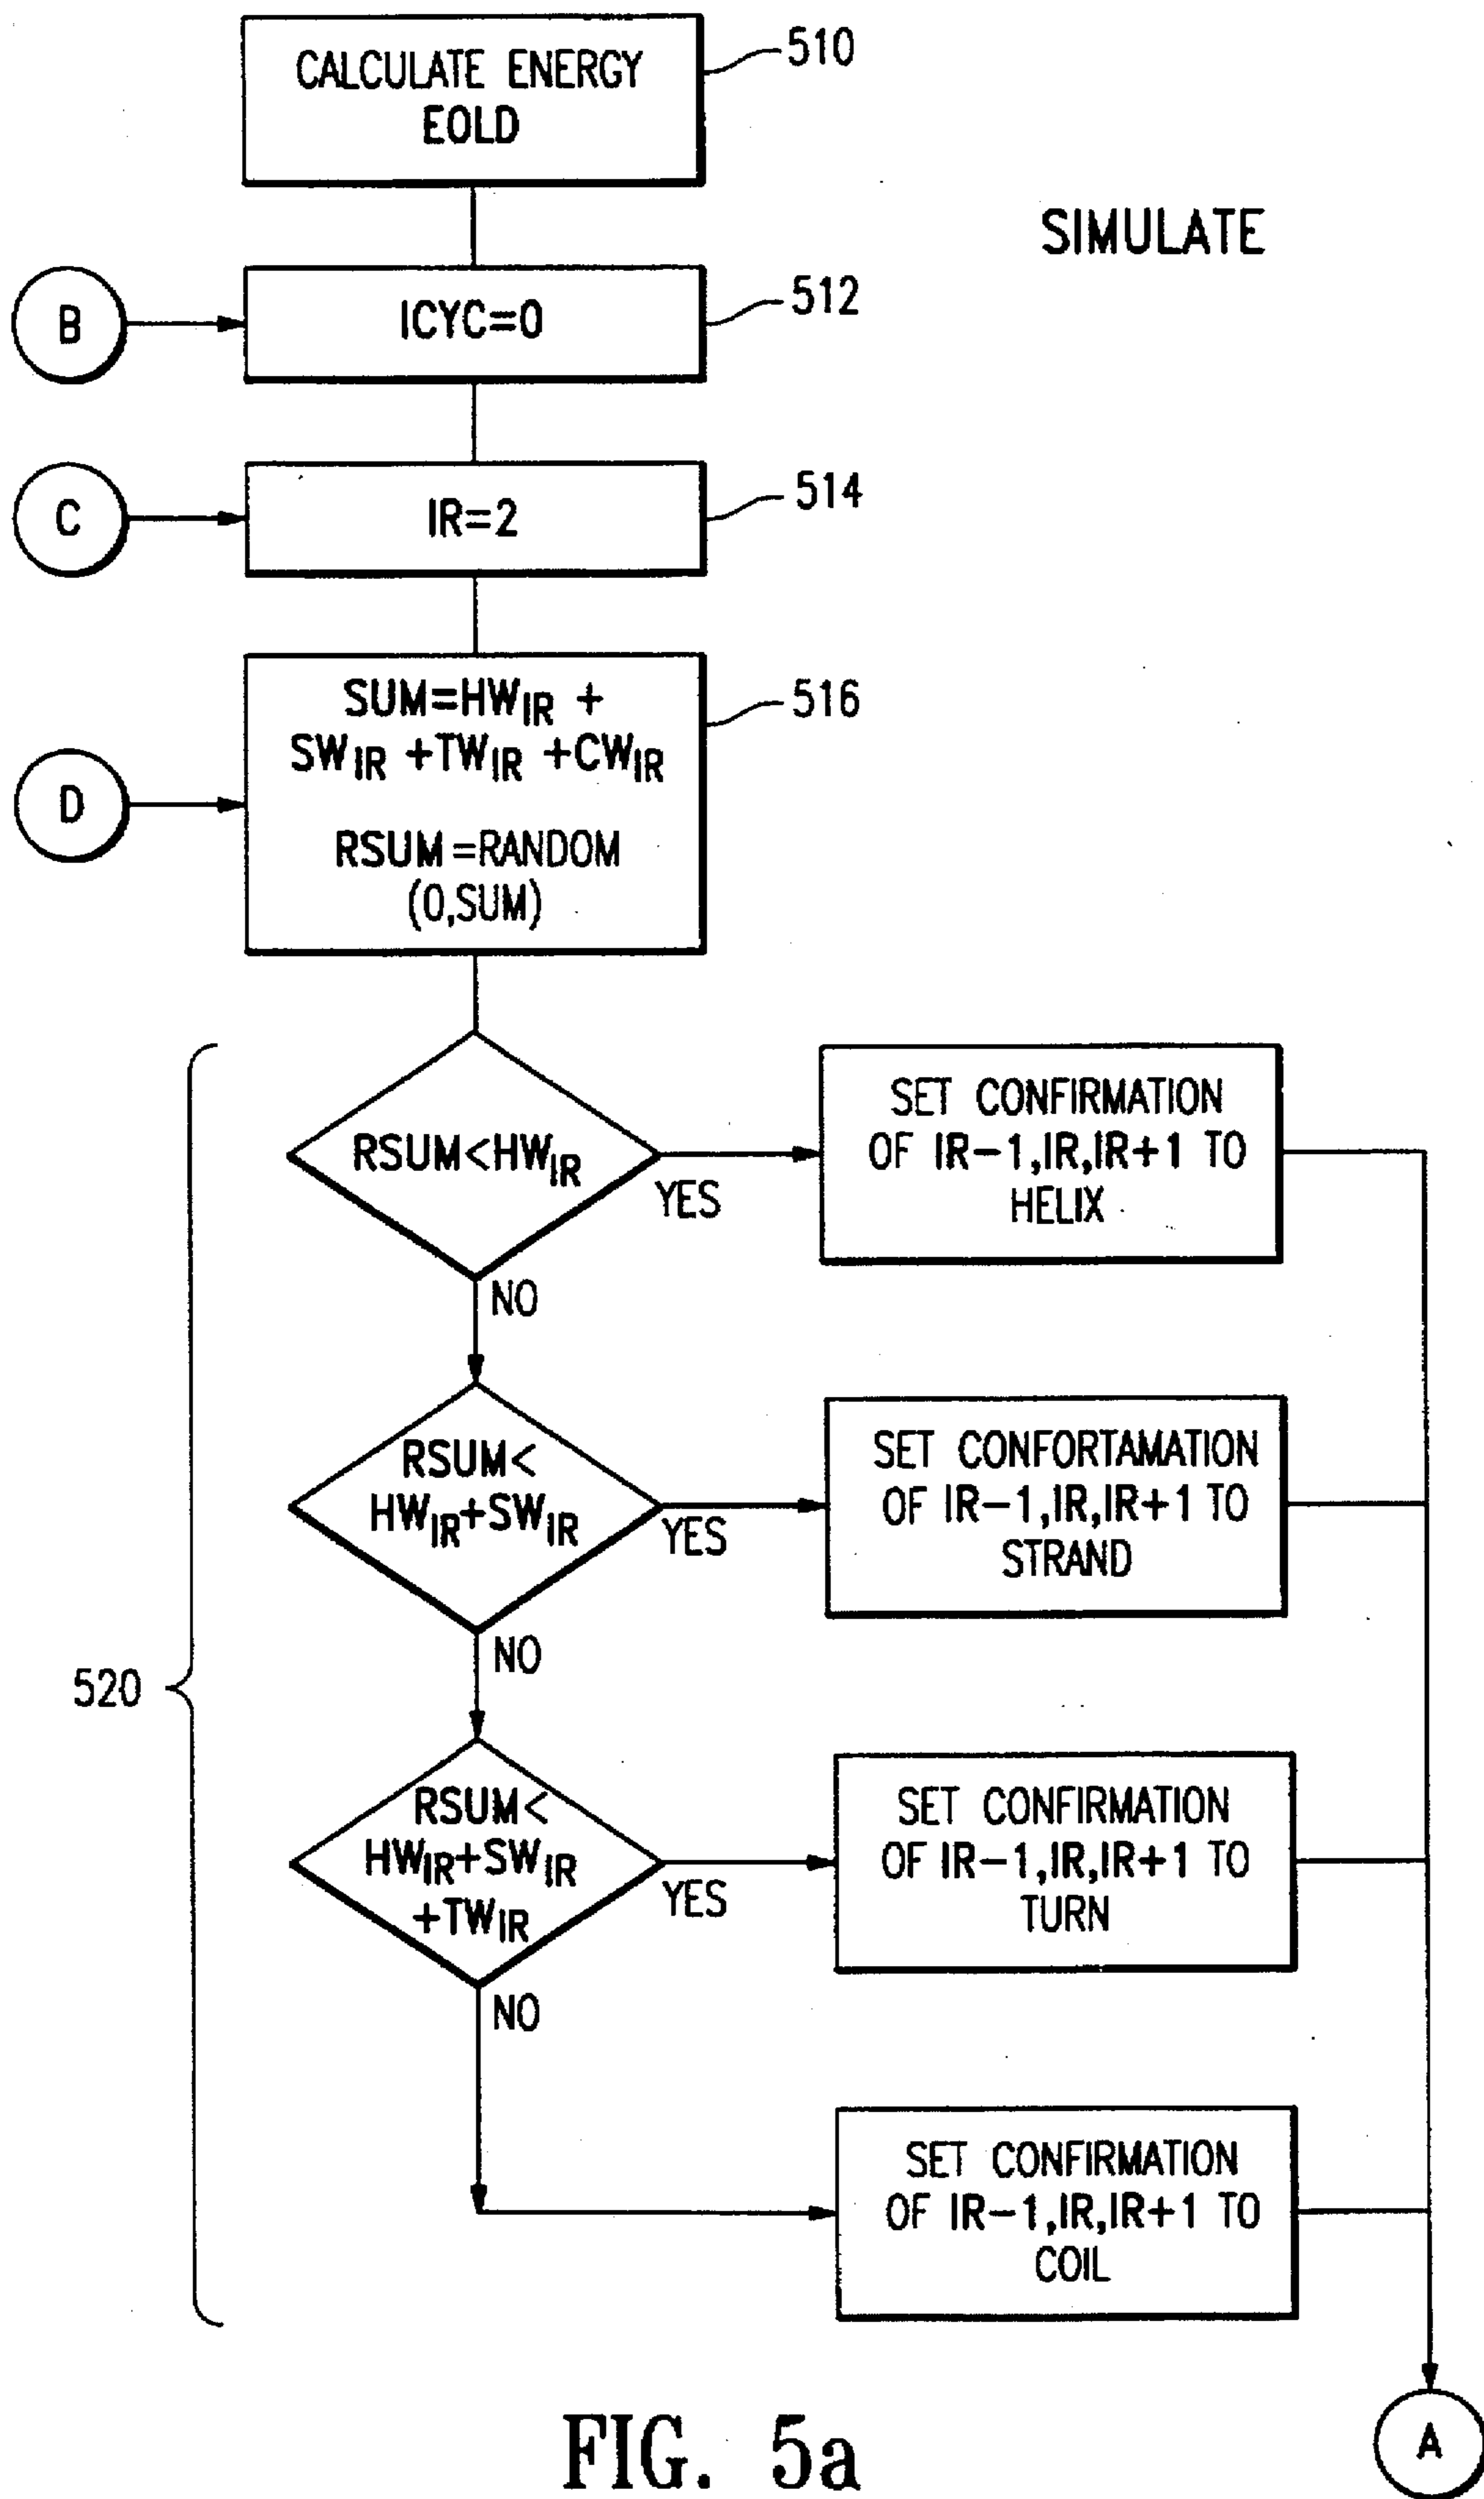 CALCULATE ENERGY
EOLD
510
SIMULATE
B
ICYC=0
512
C
IR=2
514
SUM=HWIR +
SWIR +TWIR +CWIR
516
D
RSUM=RANDOM
(0,SUM)
RSUM<HWIR
YES
NO
SET CONFIRMATION
OF IR-1,IR,IR+1 TO
HELIX
RSUM<
HWIR+SWIR
YES
NO
SET CONFORTAMATION
OF IR-1,IR,IR+1 TO
STRAND
520
RSUM<
HWIR+SWIR
+TWIR
YES
NO
SET CONFIRMATION
OF IR-1,IR,IR+1 TO
TURN
SET CONFIRMATION
OF IR-1,IR,IR+1 TO
COIL
A
FIG. 5a